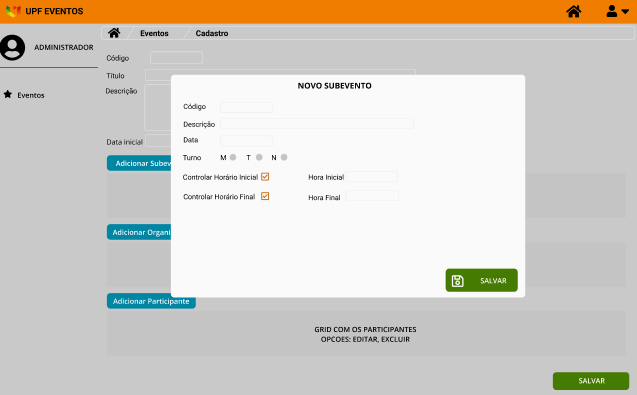 UPF EVENTOS
ADMINISTRADOR
Eventos
Eventos
Cadastro
Código
Título
Descrição
Data inicial
Adicionar Subev
Adicionar Organi
Adicionar Participante
GRID COM OS PARTICIPANTES
OPCOES: EDITAR, EXCLUIR
SALVAR
NOVO SUBEVENTO
Código
Descrição
Data
Turno M T N
Controlar Horário Inicial Hora Inicial
Controlar Horário Final Hora Final
SALVAR